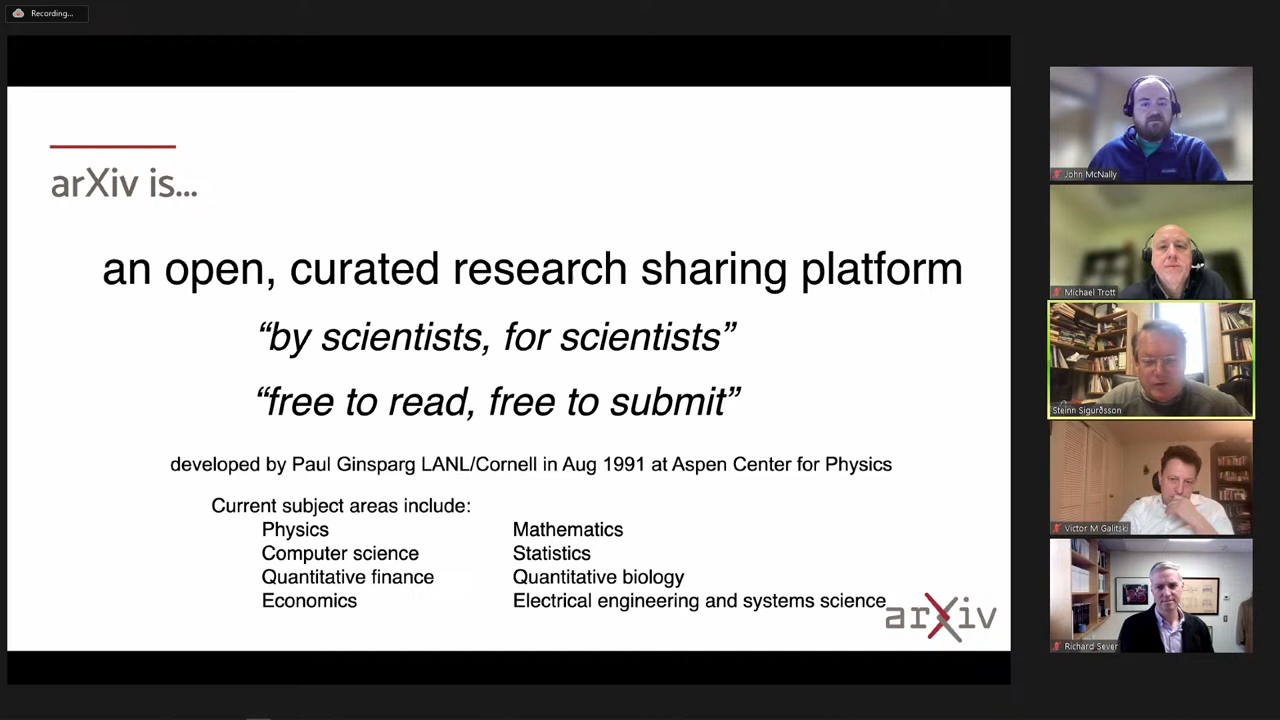 Recording...
arXiv is...
an open, curated research sharing platform
“by scientists, for scientists”
“free to read, free to submit”
developed by Paul Ginsparg LANL/Cornell in Aug 1991 at Aspen Center for Physics
Current subject areas include:
Physics
Mathematics
Computer science
Statistics
Quantitative finance
Quantitative biology
Economics
Electrical engineering and systems science
arXiv
John McNally
Michael Trott
Steinn Sigurðsson
Victor M Galitski
Richard Sever